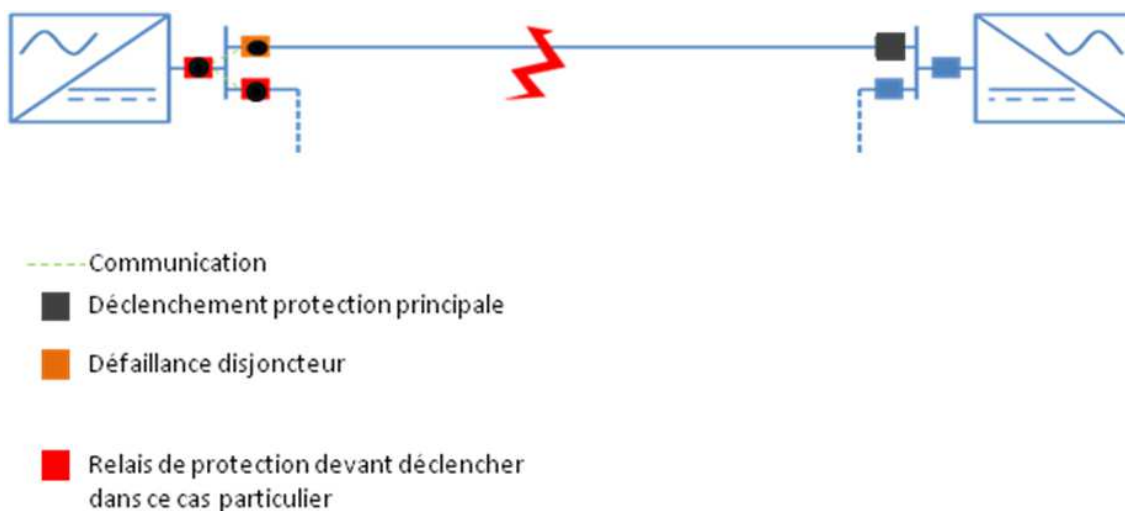 Communication
Déclenchement protection principale
Défaillance disjoncteur
Relais de protection devant déclencher
dans ce cas particulier